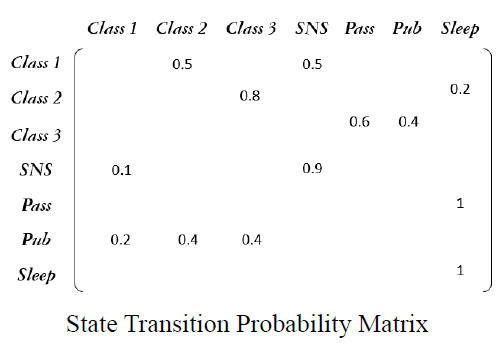 Class 1 Class 2 Class 3 SNS Pass Pub Sleep
Class 1 0.5 0.5
Class 2 0.8 0.2
Class 3 0.6 0.4
SNS 0.1 0.9
Pass 1
Pub 0.2 0.4 0.4
Sleep 1
State Transition Probability Matrix